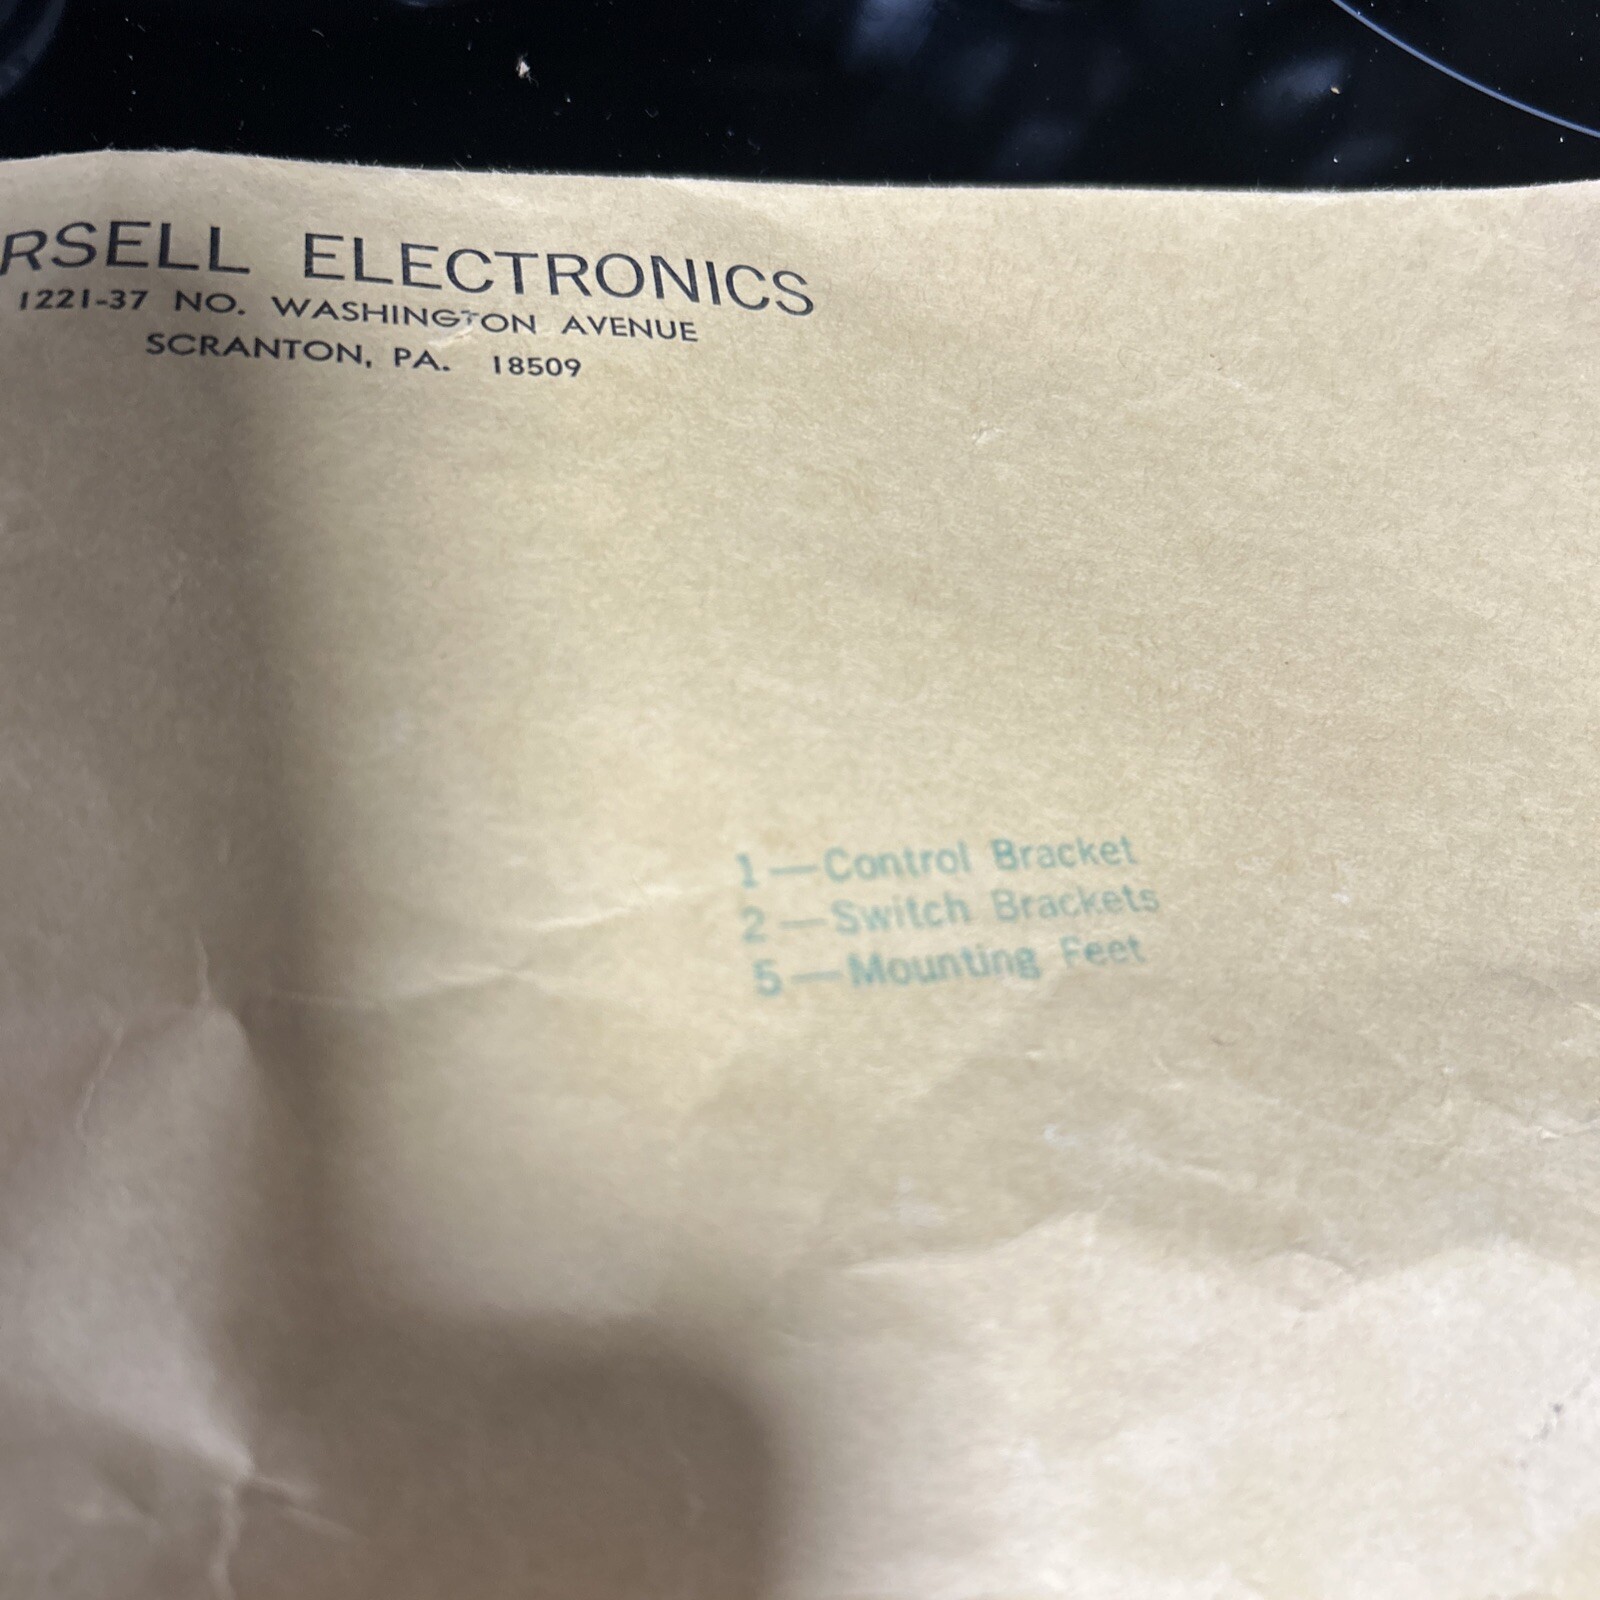 RSELL ELECTRONICS
1221-37 NO. WASHINGTON AVENUE
SCRANTON, PA. 18509
1—Control Bracket
2—Switch Brackets
5—Mounting Feet